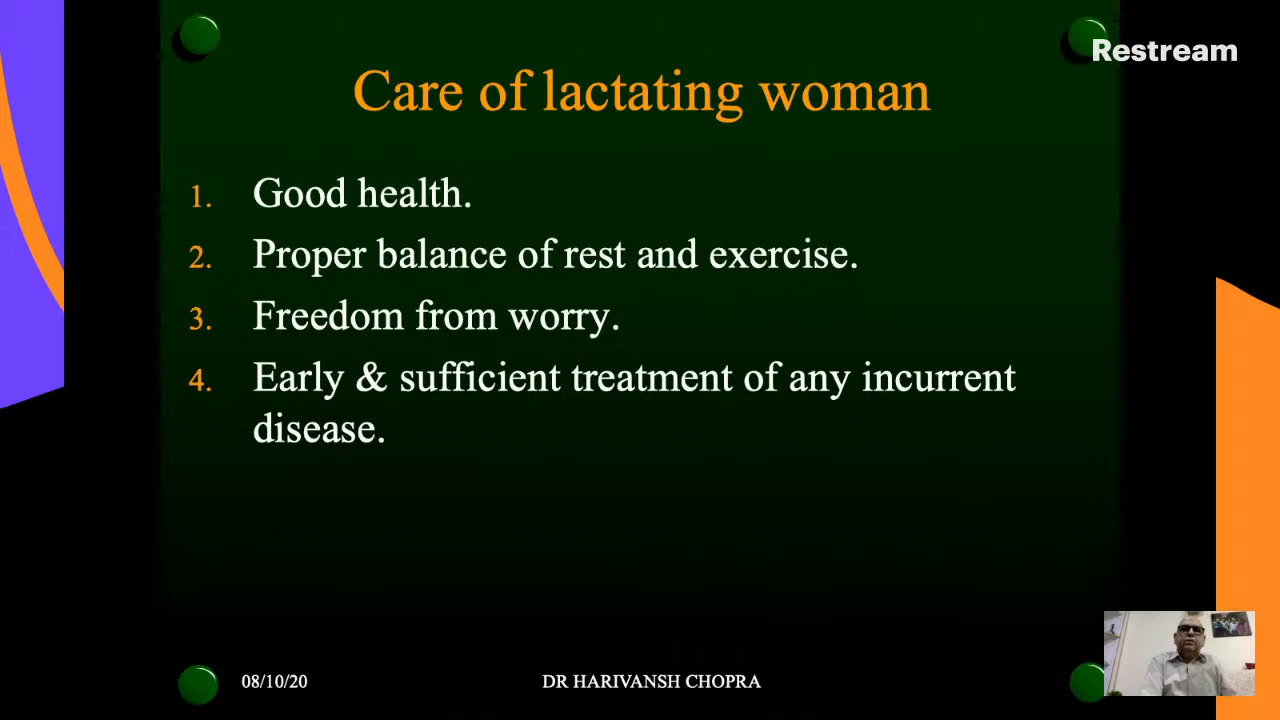 Restream
Care of lactating woman
1. Good health.
2. Proper balance of rest and exercise.
3. Freedom from worry.
4. Early & sufficient treatment of any incurrent
disease.
08/10/20
DR HARIVANSH CHOPRA